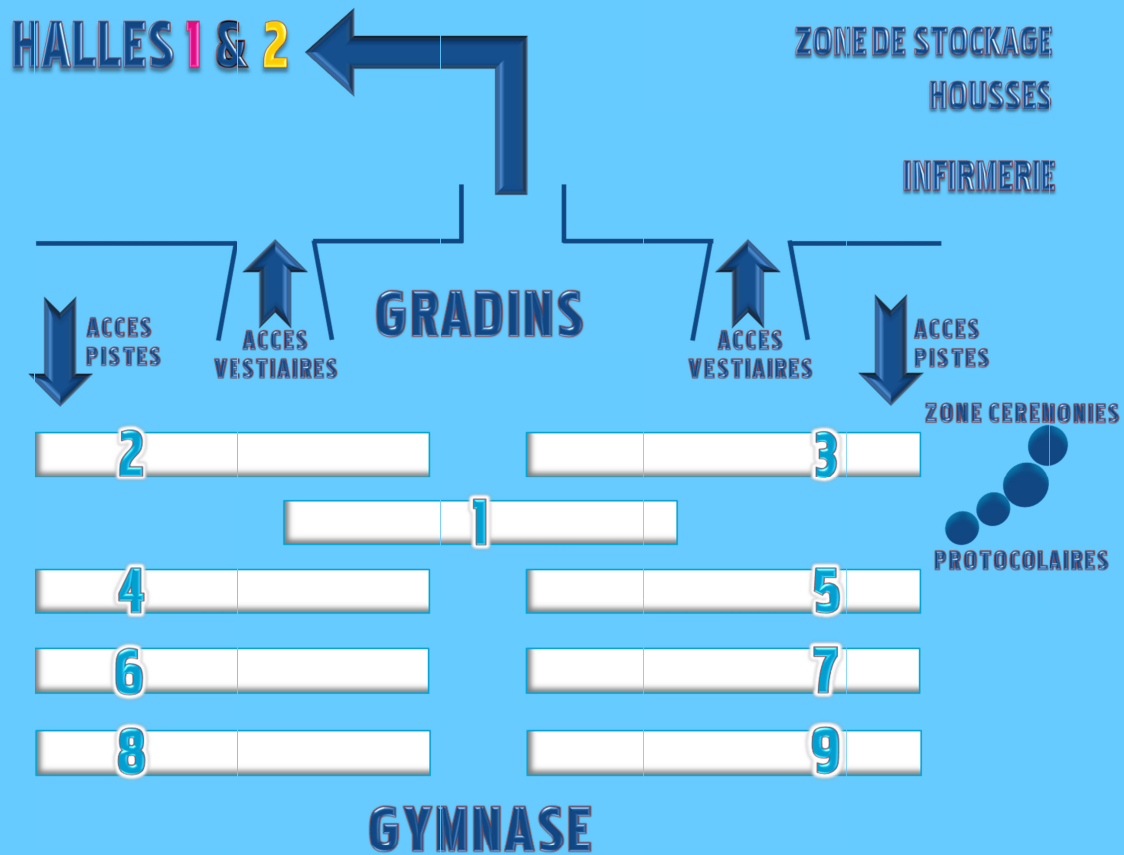 HALLES 1 & 2
ZONE DE STOCKAGE
HOUSSES
INFIRMERIE
GRADINS
ACCES
PISTES
ACCES
VESTIAIRES
ACCES
VESTIAIRES
ACCES
PISTES
ZONE CEREMONIES
PROTOCOLAIRES
2
3
1
4
5
6
7
8
9
GYMNASE